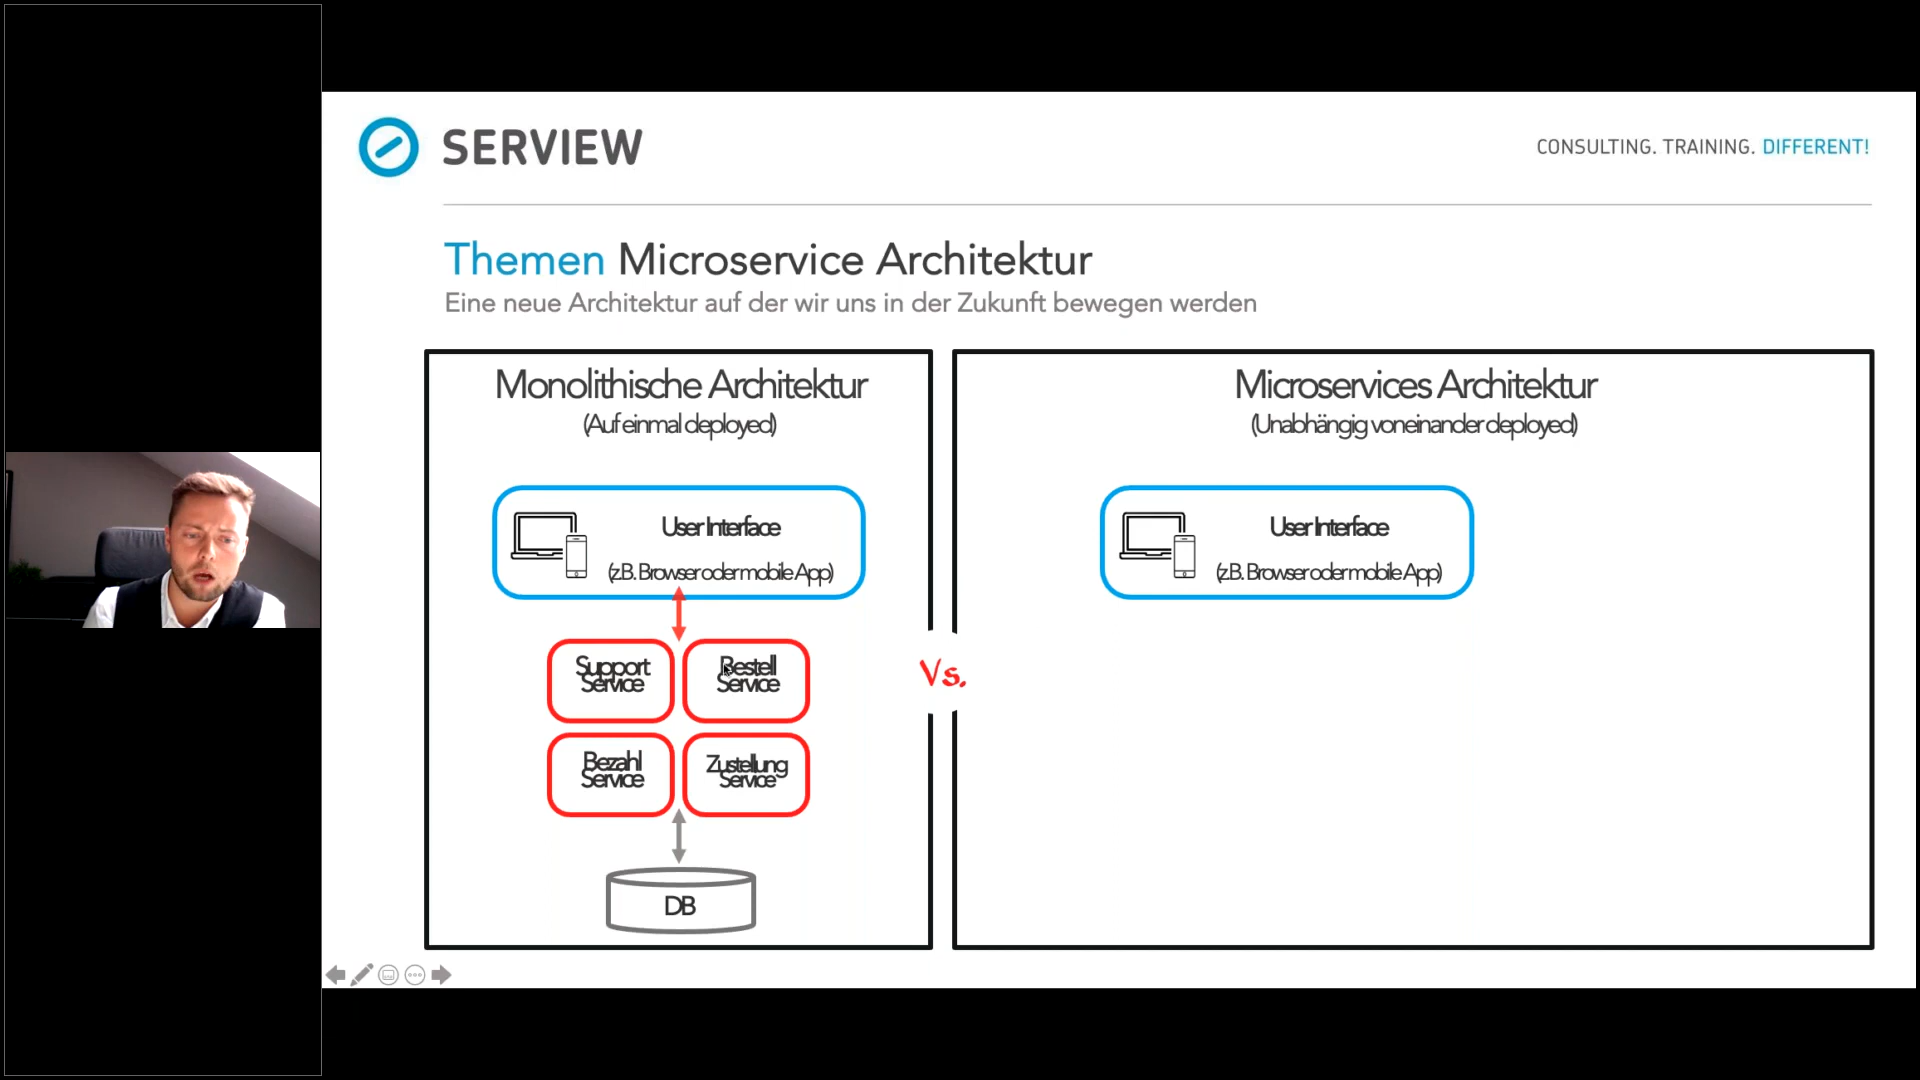 SERVIEW
CONSULTING. TRAINING. DIFFERENT!
Themen Microservice Architektur
Eine neue Architektur auf der wir uns in der Zukunft bewegen werden
Monolithische Architektur
(Auf einmal deployed)
User Interface
(z.B. Browser oder mobile App)
Support
Service
Bestell
Service
Bezahl
Service
Zustellung
Service
DB
Vs.
Microservices Architektur
(Unabhängig voneinander deployed)
User Interface
(z.B. Browser oder mobile App)